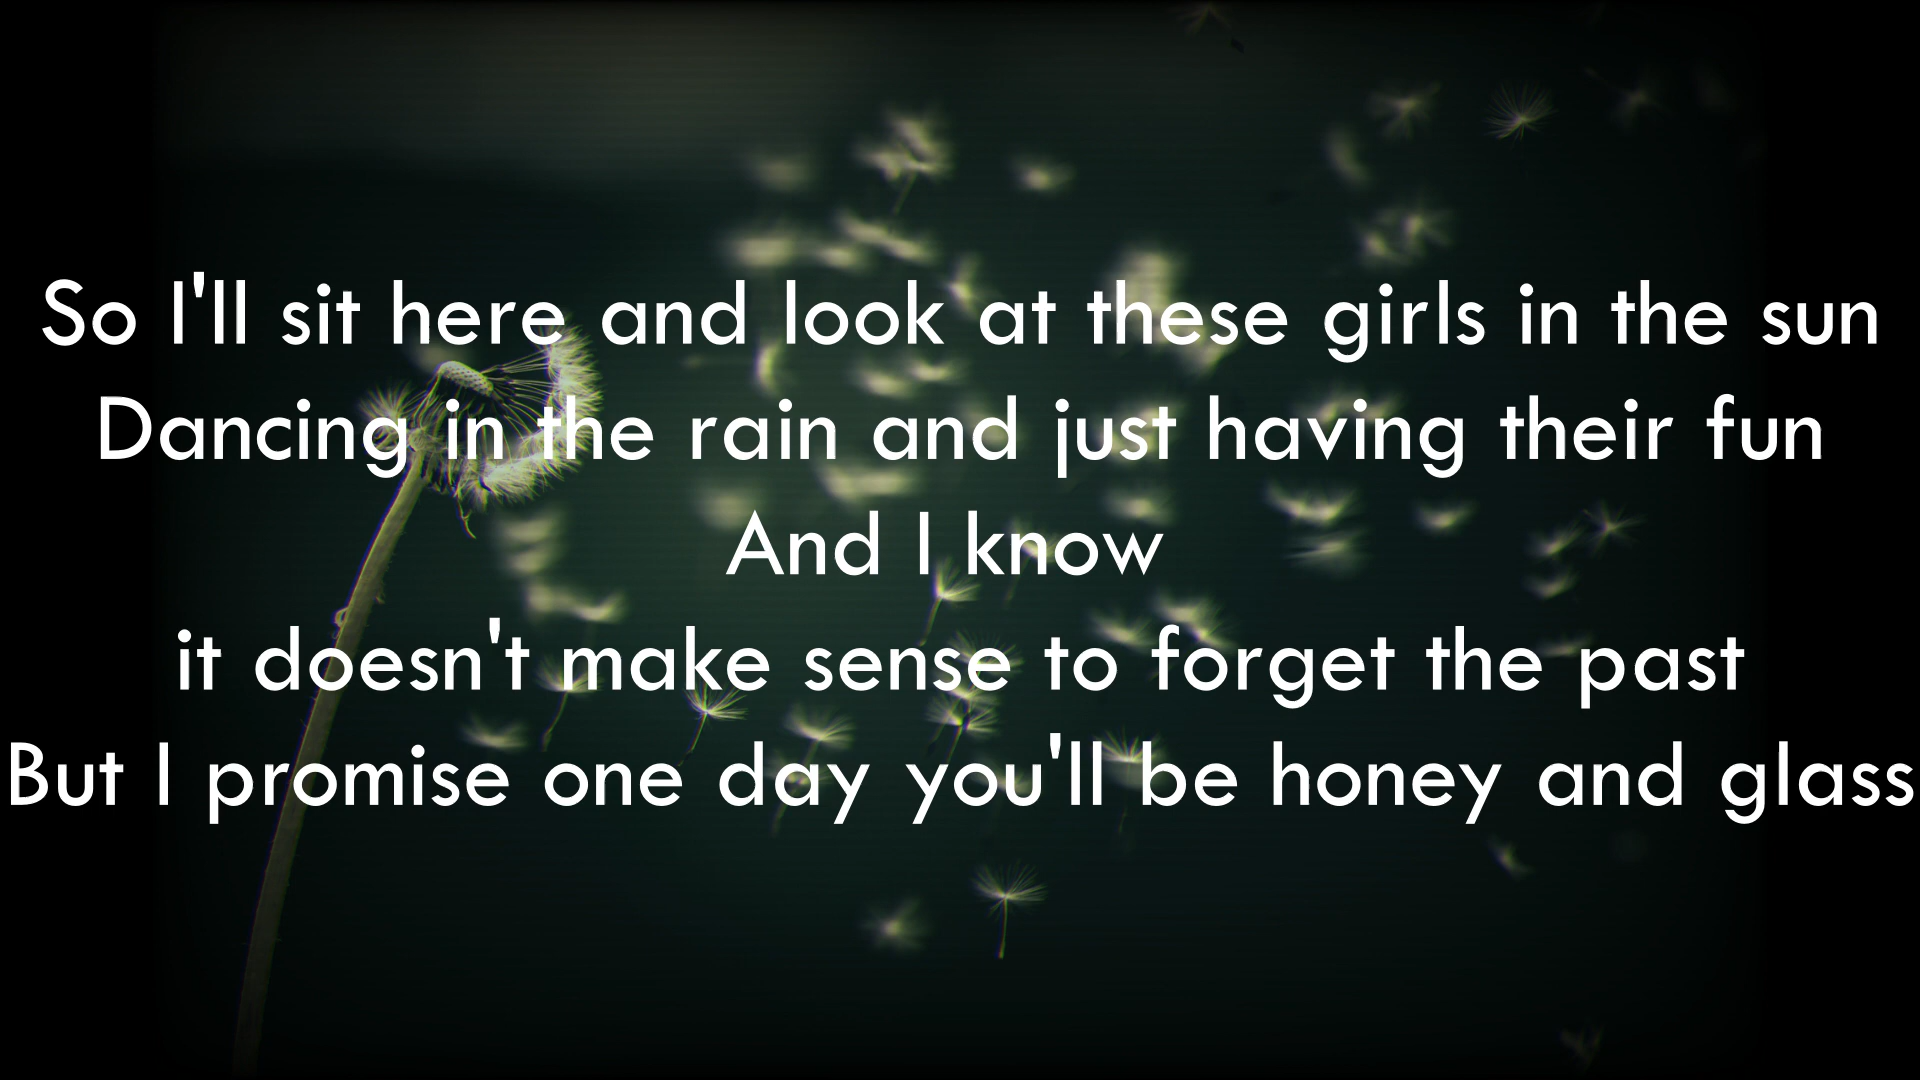 So I'll sit here and look at these girls in the sun
Dancing in the rain and just having their fun
And I know
it doesn't make sense to forget the past
But I promise one day you'll be honey and glass